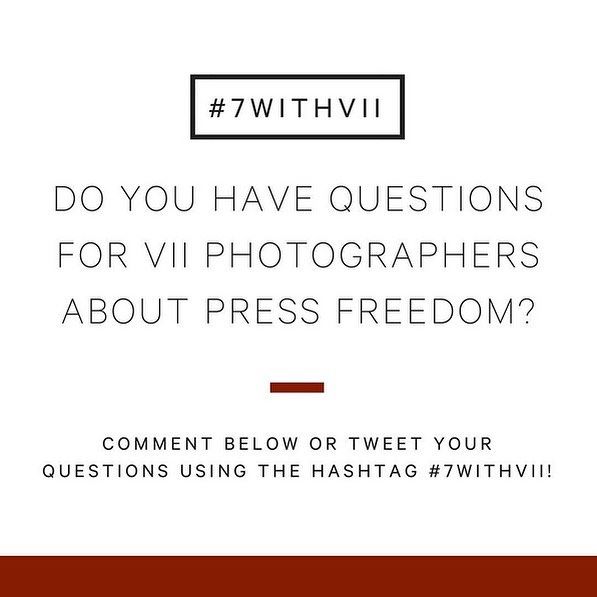 #7WITHVII
DO YOU HAVE QUESTIONS
FOR VII PHOTOGRAPHERS
ABOUT PRESS FREEDOM?
COMMENT BELOW OR TWEET YOUR
QUESTIONS USING THE HASHTAG #7WITHVII!